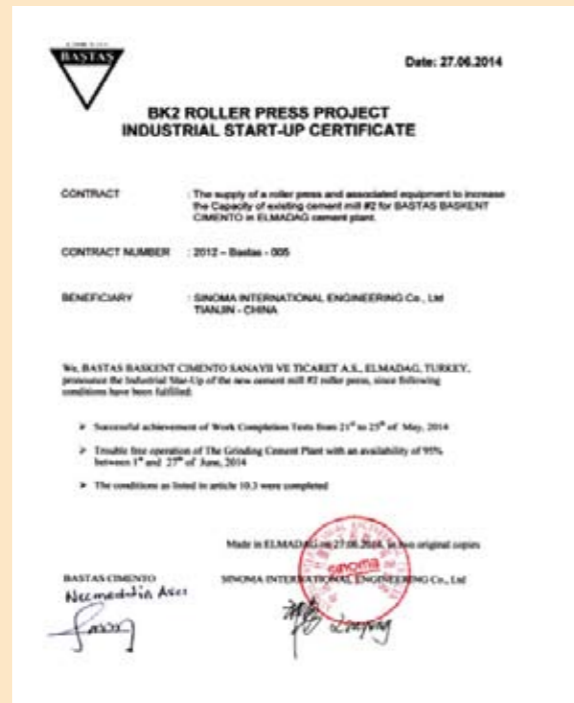 BASTAŞ
Date: 27.06.2014
BK2 ROLLER PRESS PROJECT
INDUSTRIAL START-UP CERTIFICATE
CONTRACT : The supply of a roller press and associated equipment to increase
the Capacity of existing cement mill #2 for BASTAS BASKENT
CIMENTO in ELMADAG cement plant.
CONTRACT NUMBER : 2012 – Bastas - 005
BENEFICIARY : SINOMA INTERNATIONAL ENGINEERING Co., Ltd
TIANJIN - CHINA
We, BASTAS BASKENT CIMENTO SANAYII VE TICARET A.S., ELMADAG, TURKEY,
pronounce the Industrial Star-Up of the new cement mill #2 roller press, since following
conditions have been fulfilled:
➢ Successful achievement of Work Completion Tests from 21st to 25th of May, 2014
➢ Trouble free operation of The Grinding Cement Plant with an availability of 95%
between 1st and 27th of June, 2014
➢ The conditions as listed in article 10.3 were completed
Made in ELMADAG on 27.06.2014, in two original copies
sinoma
BASTAS CIMENTO SINOMA INTERNATIONAL ENGINEERING Co., Ltd
Necmeddin